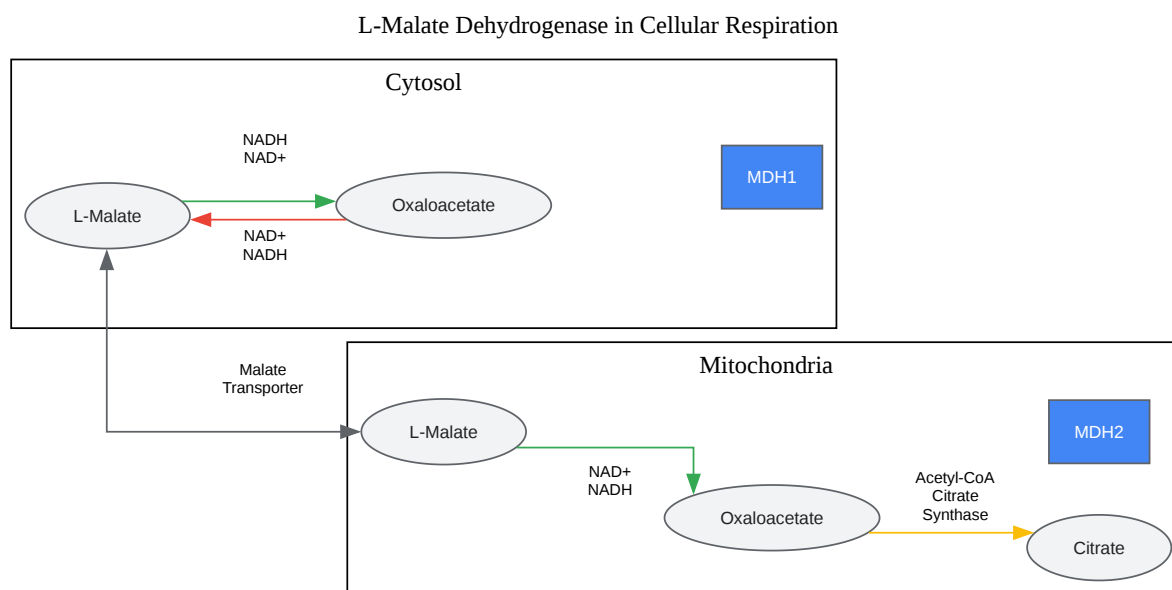 L-Malate Dehydrogenase in Cellular Respiration
Cytosol
NADH
NAD+
MDH1
L-Malate
Oxaloacetate
NAD+
NADH
Malate
Transporter
Mitochondria
L-Malate
MDH2
NAD+
NADH
Acetyl-CoA
Citrate
Synthase
Oxaloacetate
Citrate